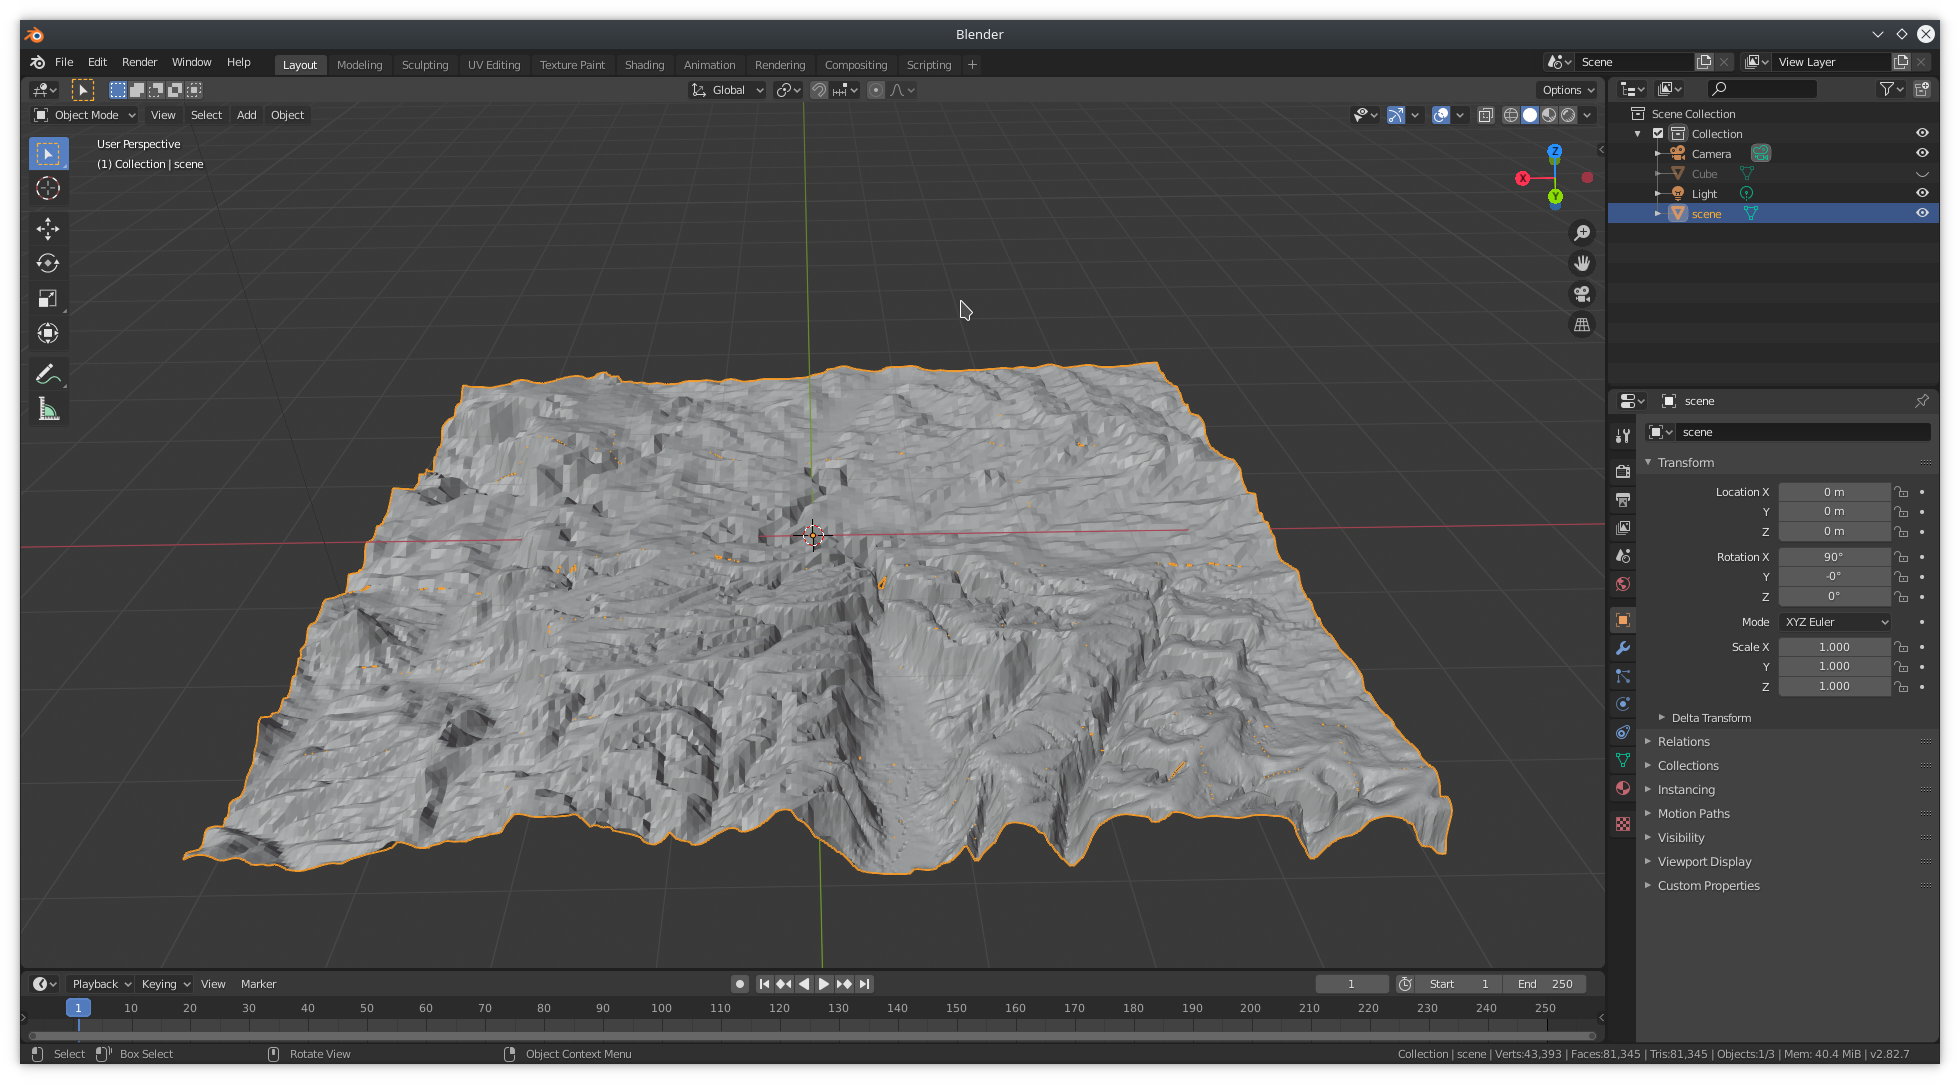 Blender
File Edit Render Window Help
Layout Modeling Sculpting UV Editing Texture Paint Shading Animation Rendering Compositing Scripting +
Scene
View Layer
Global
Options
Object Mode View Select Add Object
User Perspective
(1) Collection | scene
Z
X
Y
Scene Collection
Collection
Camera
Cube
Light
scene
scene
scene
Transform
Location X 0 m
Y 0 m
Z 0 m
Rotation X 90°
Y -0°
Z 0°
Mode XYZ Euler
Scale X 1.000
Y 1.000
Z 1.000
Delta Transform
Relations
Collections
Instancing
Motion Paths
Visibility
Viewport Display
Custom Properties
Playback Keying View Marker
1 Start 1 End 250
1 10 20 30 40 50 60 70 80 90 100 110 120 130 140 150 160 170 180 190 200 210 220 230 240 250
Select Box Select Rotate View Object Context Menu
Collection | scene | Verts:43,393 | Faces:81,345 | Tris:81,345 | Objects:1/3 | Mem: 40.4 MiB | v2.82.7